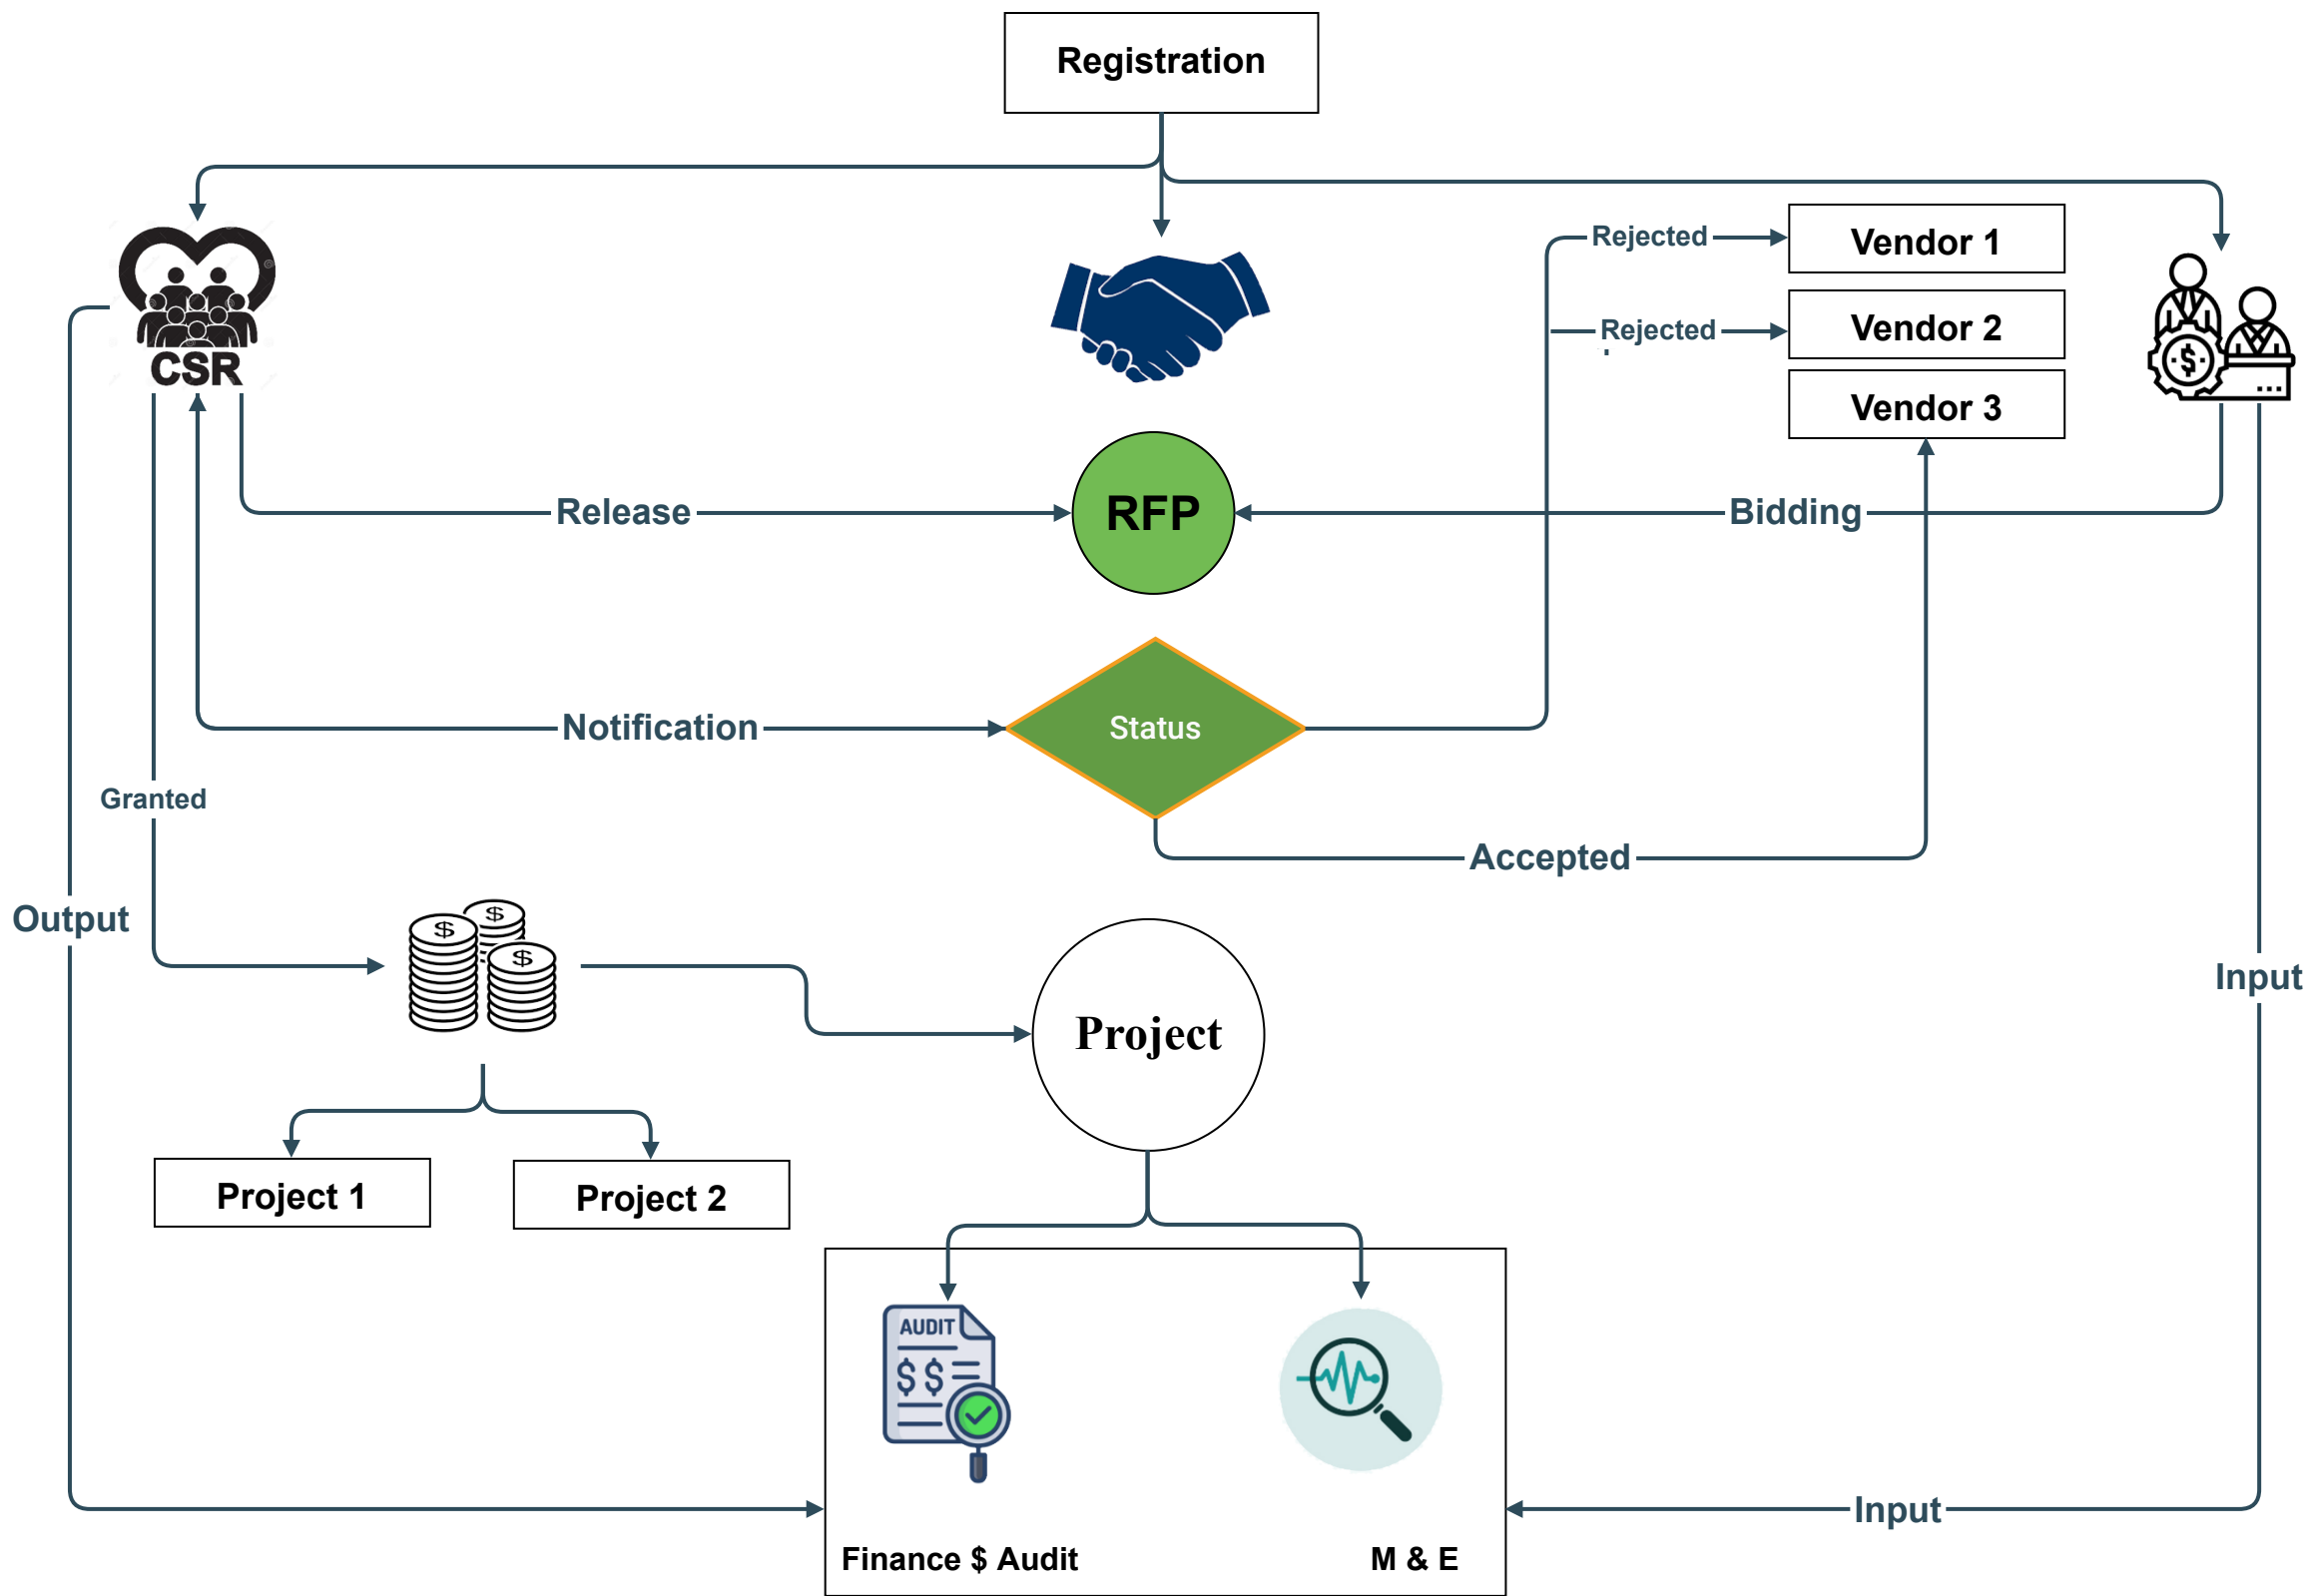 Registration
Rejected
Vendor 1
Rejected
Vendor 2
Vendor 3
CSR
$
Release
RFP
Bidding
Notification
Status
Granted
Accepted
Output
$
$
$
Input
Project
Project 1
Project 2
AUDIT
$ $
Input
Finance $ Audit
M & E